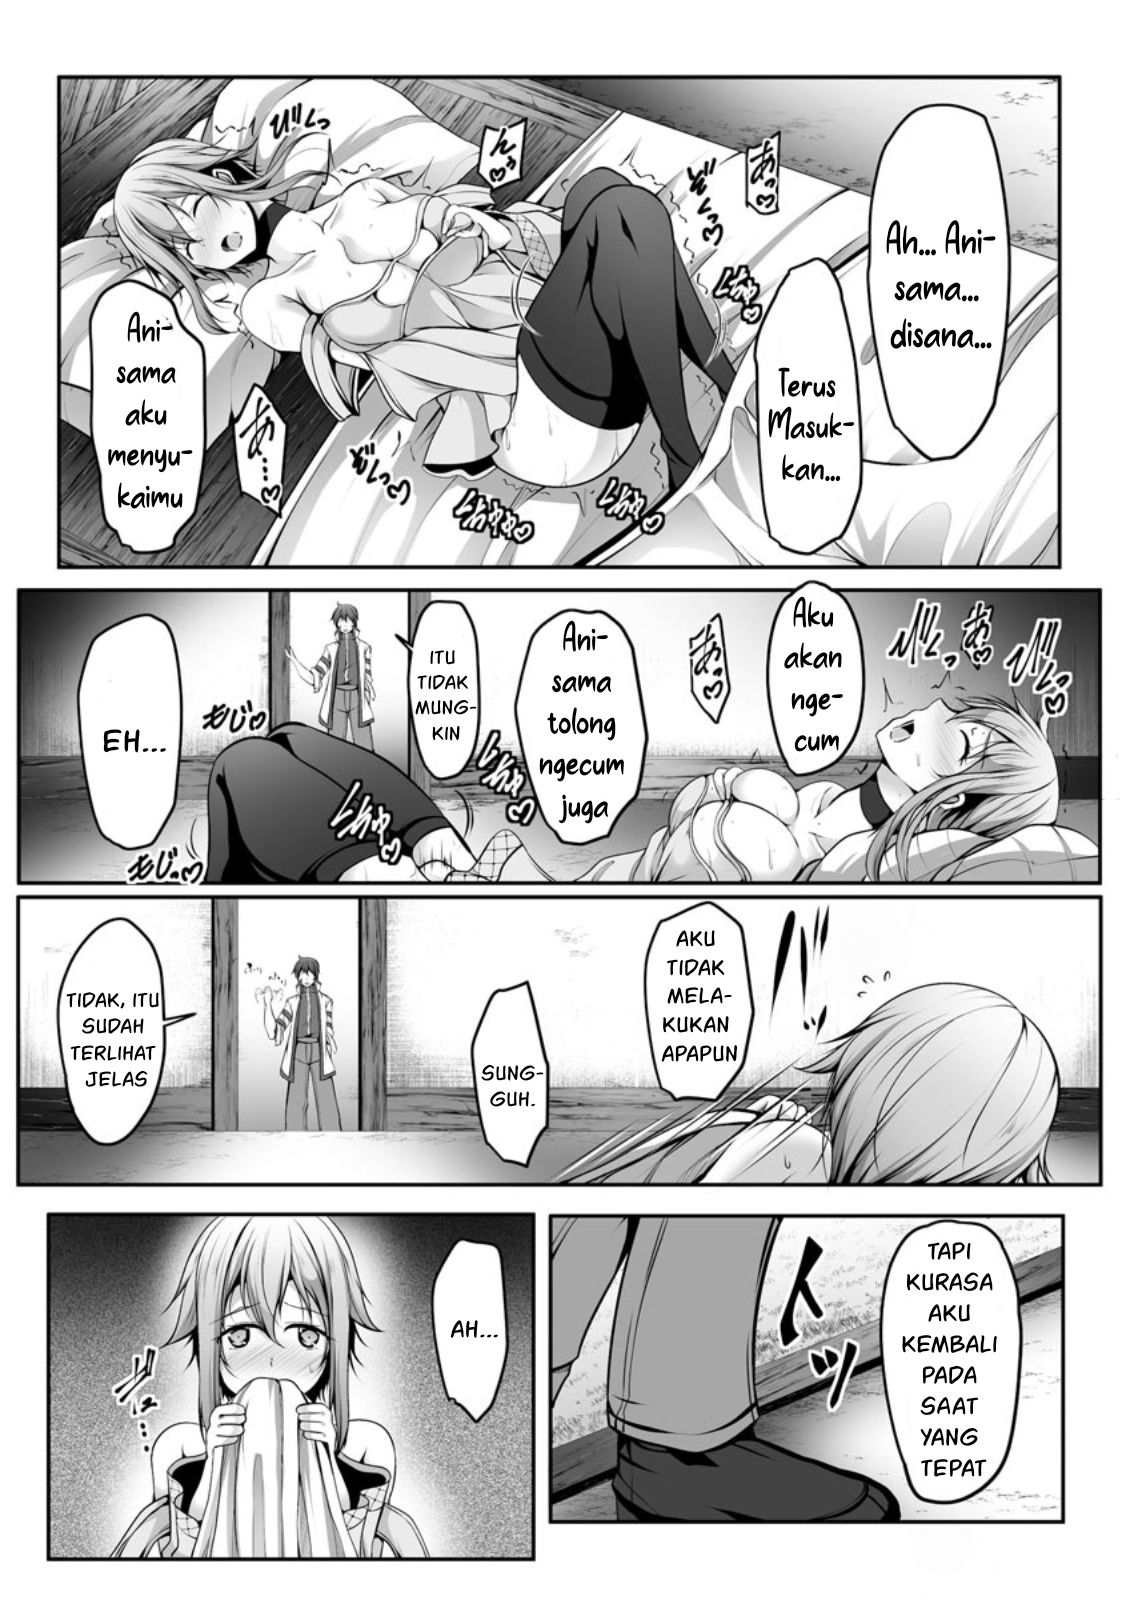 Ah... Ani-
sama...
disana...
Terus
Masuk-
kan...
Ani-
sama
aku
menyu-
kaimu
Aku
akan
nge-
cum
Ani-
sama
tolong
ngecum
juga
ITU
TIDAK
MUNG-
KIN
EH...
AKU
TIDAK
MELA-
KUKAN
APAPUN
SUNG-
GUH.
TIDAK, ITU
SUDAH
TERLIHAT
JELAS
TAPI
KURASA
AKU
KEMBALI
PADA
SAAT
YANG
TEPAT
AH...